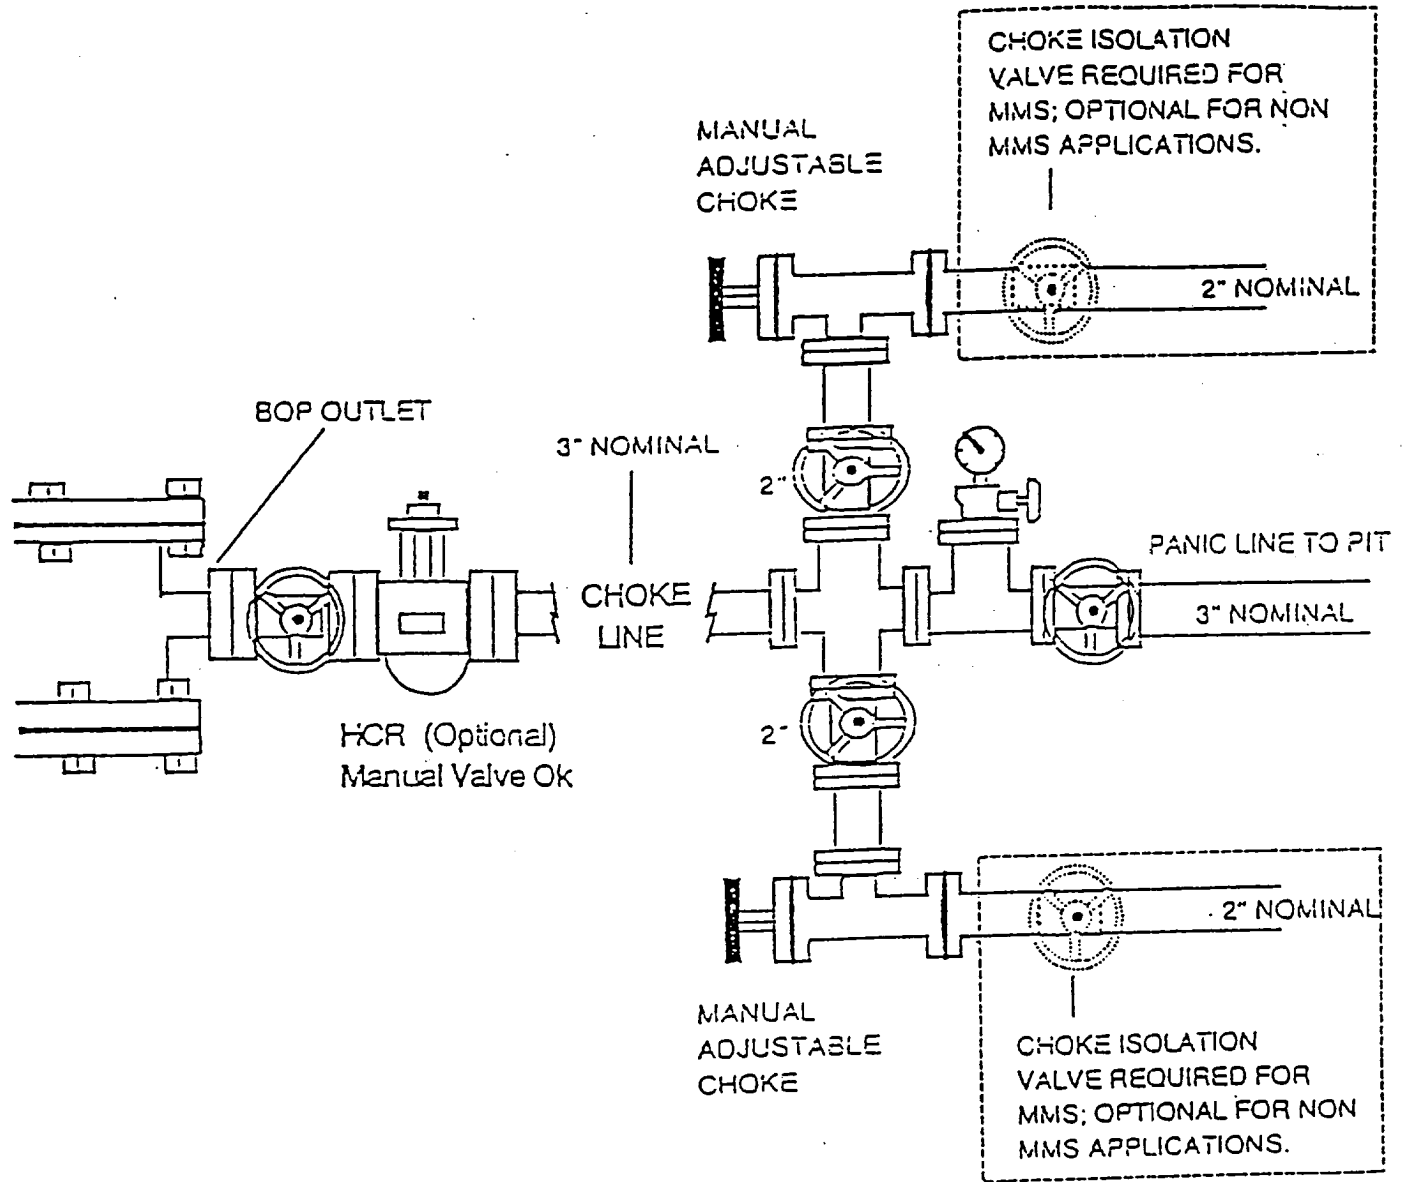 CHOKE ISOLATION
VALVE REQUIRED FOR
MMS; OPTIONAL FOR NON
MMS APPLICATIONS.
MANUAL
ADJUSTABLE
CHOKE
2" NOMINAL
BOP OUTLET
3" NOMINAL
2"
PANIC LINE TO PIT
CHOKE
LINE
3" NOMINAL
HCR (Optional)
Manual Valve Ok
2"
2" NOMINAL
MANUAL
ADJUSTABLE
CHOKE
CHOKE ISOLATION
VALVE REQUIRED FOR
MMS; OPTIONAL FOR NON
MMS APPLICATIONS.